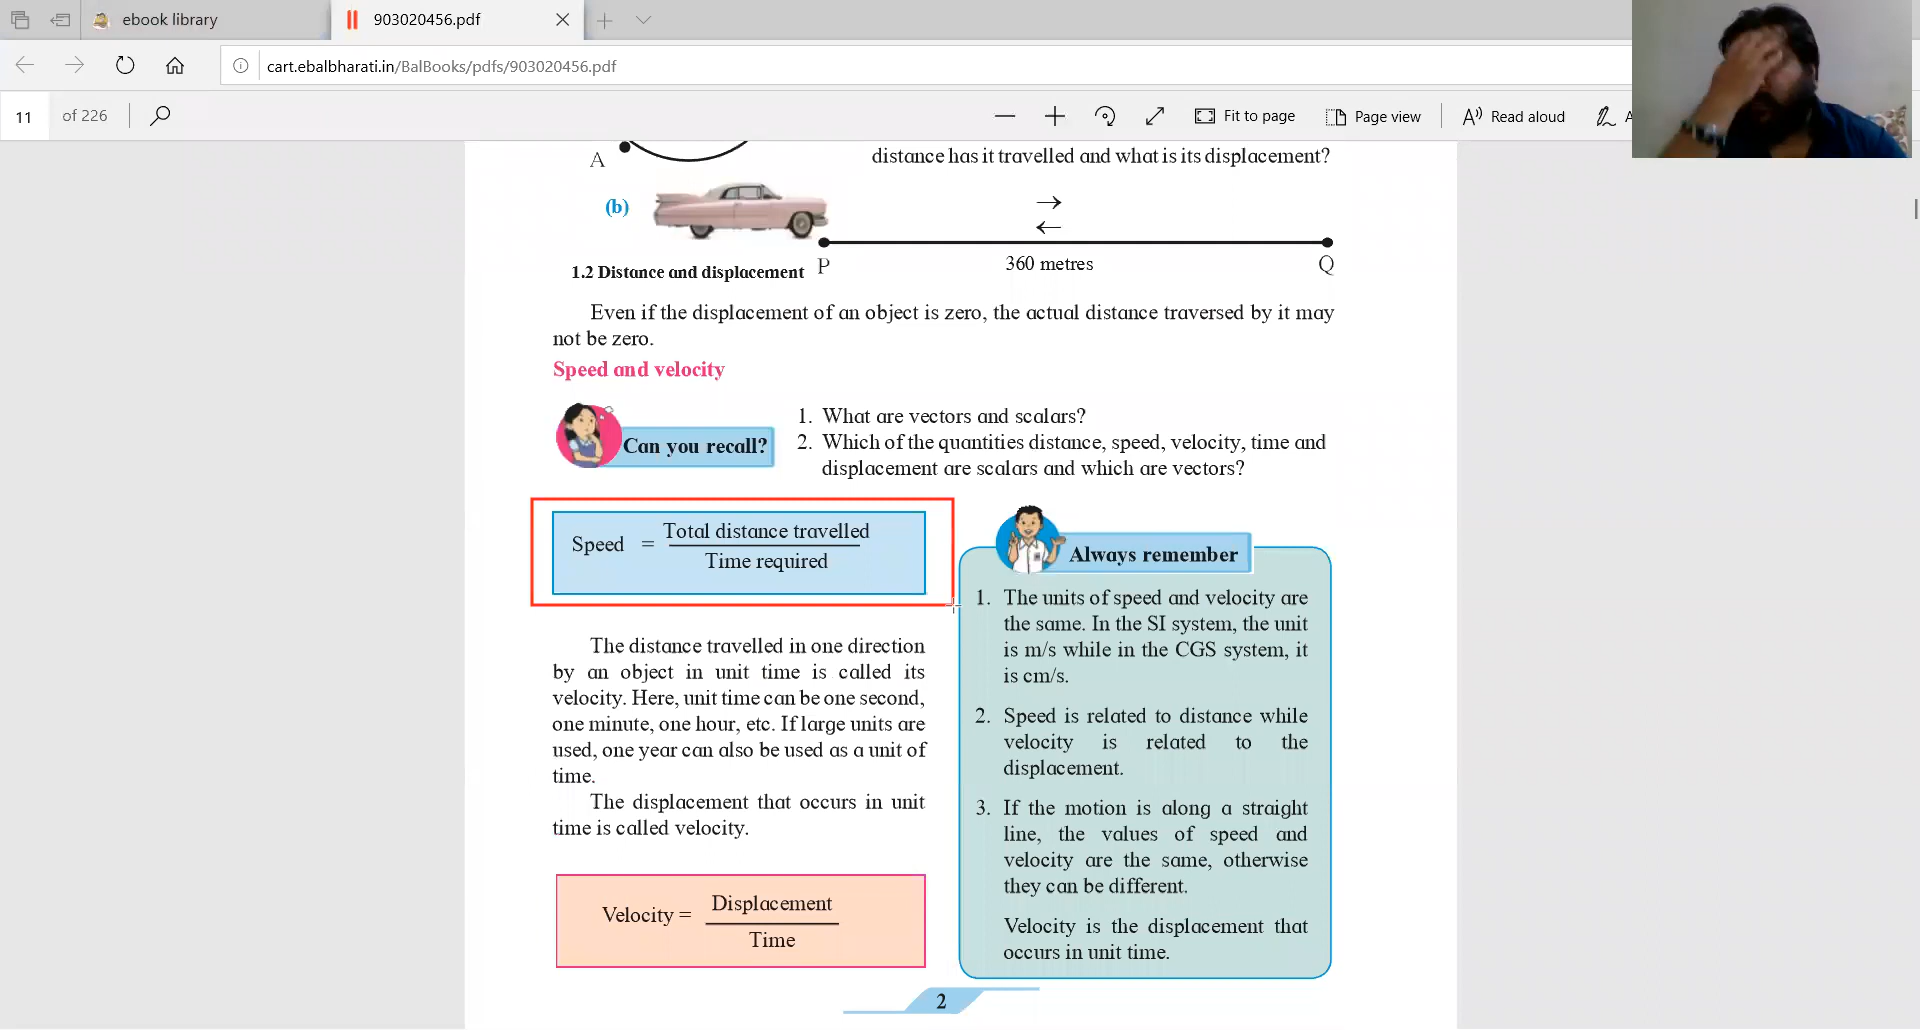 ebook library
903020456.pdf
cart.ebalbharati.in/BalBooks/pdfs/903020456.pdf
11 of 226
Fit to page
Page view
Read aloud
A
distance has it travelled and what is its displacement?
(b)
360 metres
1.2 Distance and displacement
P
Q
Even if the displacement of an object is zero, the actual distance traversed by it may
not be zero.
Speed and velocity
Can you recall?
1. What are vectors and scalars?
2. Which of the quantities distance, speed, velocity, time and
displacement are scalars and which are vectors?
Speed = Total distance travelled
Time required
The distance travelled in one direction
by an object in unit time is called its
velocity. Here, unit time can be one second,
one minute, one hour, etc. If large units are
used, one year can also be used as a unit of
time.
The displacement that occurs in unit
time is called velocity.
Velocity = Displacement
Time
Always remember
1. The units of speed and velocity are
the same. In the SI system, the unit
is m/s while in the CGS system, it
is cm/s.
2. Speed is related to distance while
velocity is related to the
displacement.
3. If the motion is along a straight
line, the values of speed and
velocity are the same, otherwise
they can be different.
Velocity is the displacement that
occurs in unit time.
2